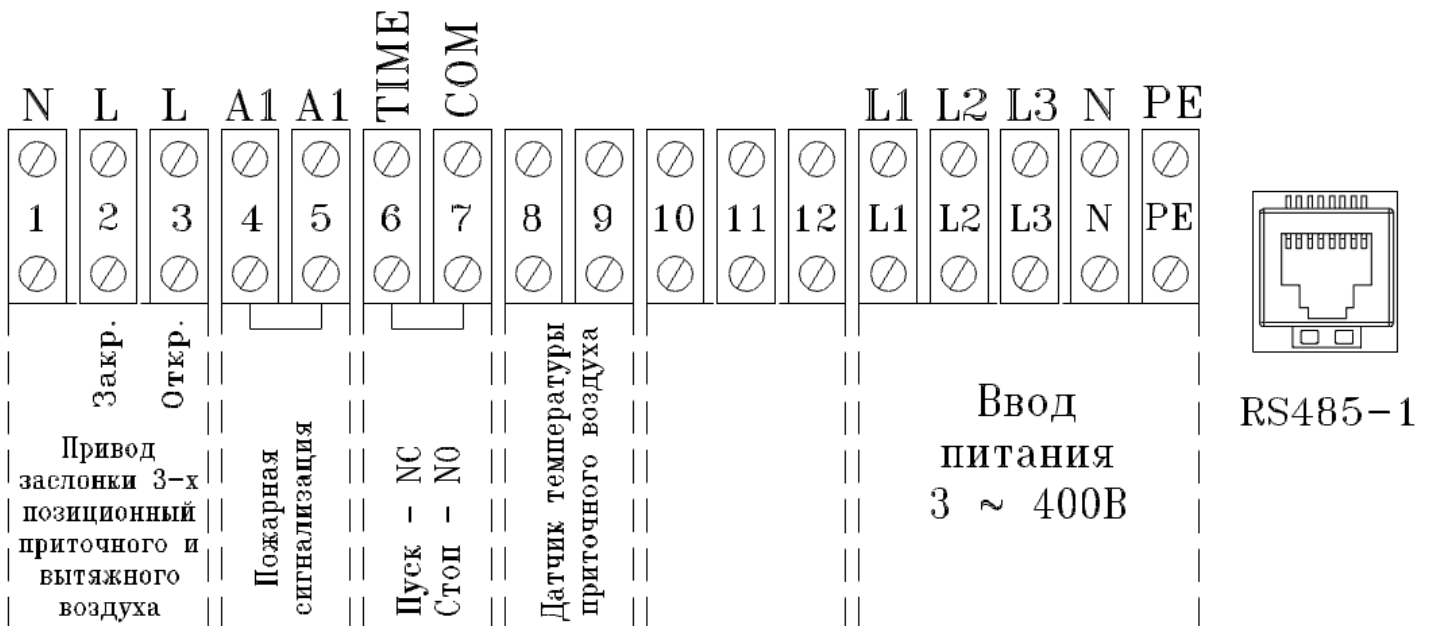 TIME
COM
N L L A1 A1 L1 L2 L3 N PE
1 2 3 4 5 6 7 8 9 10 11 12 L1 L2 L3 N PE
Закр.
Откр.
Привод
заслонки 3-х
позиционный
приточного и
вытяжного
воздуха
Пожарная
сигнализация
Пуск - NC
Стоп - NO
Датчик температуры
приточного воздуха
Ввод
питания
3 ~ 400В
RS485-1